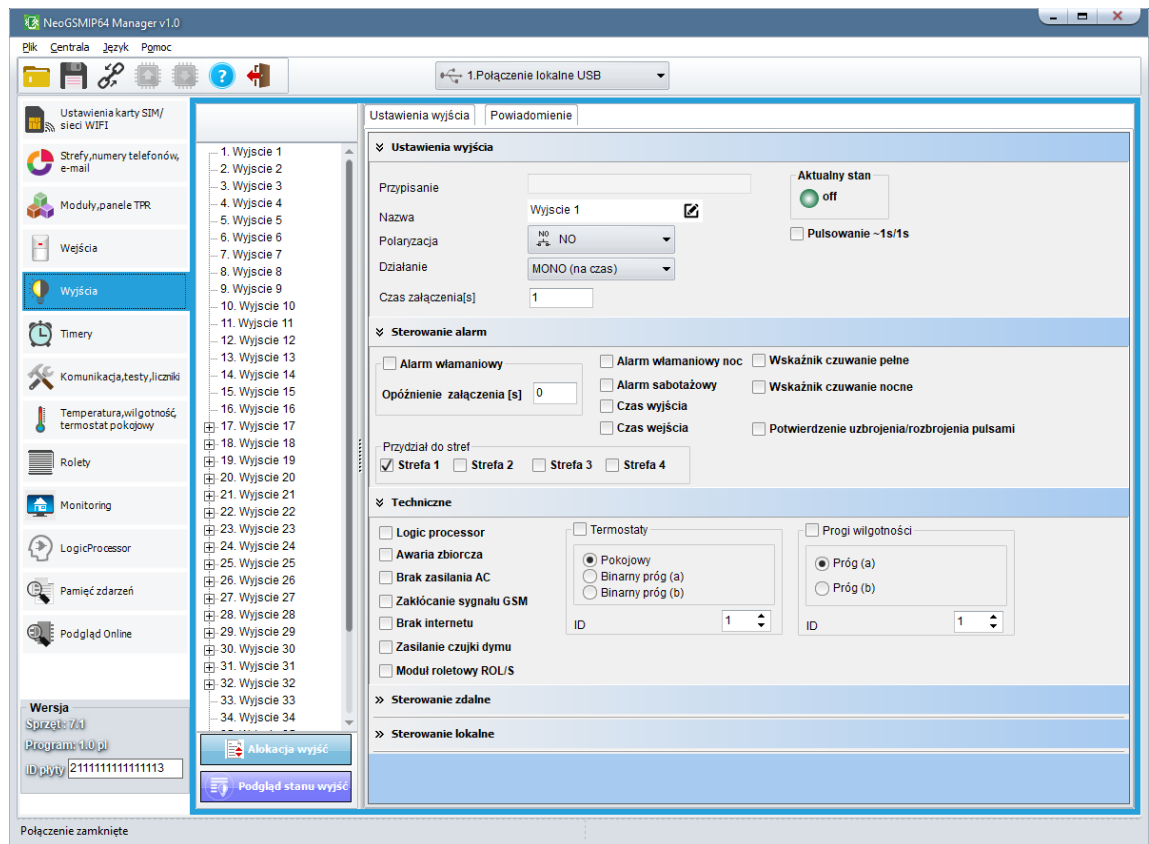 NeoGSMIP64 Manager v1.0
Plik Centrala Język Pomoc
1.Połączenie lokalne USB
Ustawienia karty SIM/
sieci WIFI
Strefy,numery telefonów,
e-mail
Moduły,panele TPR
Wejścia
Wyjścia
Timery
Komunikacja,testy,liczniki
Temperatura,wilgotność,
termostat pokojowy
Rolety
Monitoring
LogicProcessor
Pamięć zdarzeń
Podgląd Online
Wersja
Sprzęt: 7.1
Program: 1.0 pl
ID płyty 2111111111111113
1. Wyjscie 1
2. Wyjscie 2
3. Wyjscie 3
4. Wyjscie 4
5. Wyjscie 5
6. Wyjscie 6
7. Wyjscie 7
8. Wyjscie 8
9. Wyjscie 9
10. Wyjscie 10
11. Wyjscie 11
12. Wyjscie 12
13. Wyjscie 13
14. Wyjscie 14
15. Wyjscie 15
16. Wyjscie 16
17. Wyjscie 17
18. Wyjscie 18
19. Wyjscie 19
20. Wyjscie 20
21. Wyjscie 21
22. Wyjscie 22
23. Wyjscie 23
24. Wyjscie 24
25. Wyjscie 25
26. Wyjscie 26
27. Wyjscie 27
28. Wyjscie 28
29. Wyjscie 29
30. Wyjscie 30
31. Wyjscie 31
32. Wyjscie 32
33. Wyjscie 33
34. Wyjscie 34
Alokacja wyjść
Podgląd stanu wyjść
Ustawienia wyjścia Powiadomienie
Ustawienia wyjścia
Przypisanie
Nazwa Wyjscie 1
Polaryzacja NO NO
Działanie MONO (na czas)
Czas załączenia[s] 1
Aktualny stan
off
Pulsowanie ~1s/1s
Sterowanie alarm
Alarm włamaniowy
Opóźnienie załączenia [s] 0
Alarm włamaniowy noc
Alarm sabotażowy
Czas wyjścia
Czas wejścia
Wskaźnik czuwanie pełne
Wskaźnik czuwanie nocne
Potwierdzenie uzbrojenia/rozbrojenia pulsami
Przydział do stref
Strefa 1 Strefa 2 Strefa 3 Strefa 4
Techniczne
Logic processor
Awaria zbiorcza
Brak zasilania AC
Zakłócanie sygnału GSM
Brak internetu
Zasilanie czujki dymu
Moduł roletowy ROL/S
Termostaty
Pokojowy
Binarny próg (a)
Binarny próg (b)
ID 1
Progi wilgotności
Próg (a)
Próg (b)
ID 1
Sterowanie zdalne
Sterowanie lokalne
Połączenie zamknięte